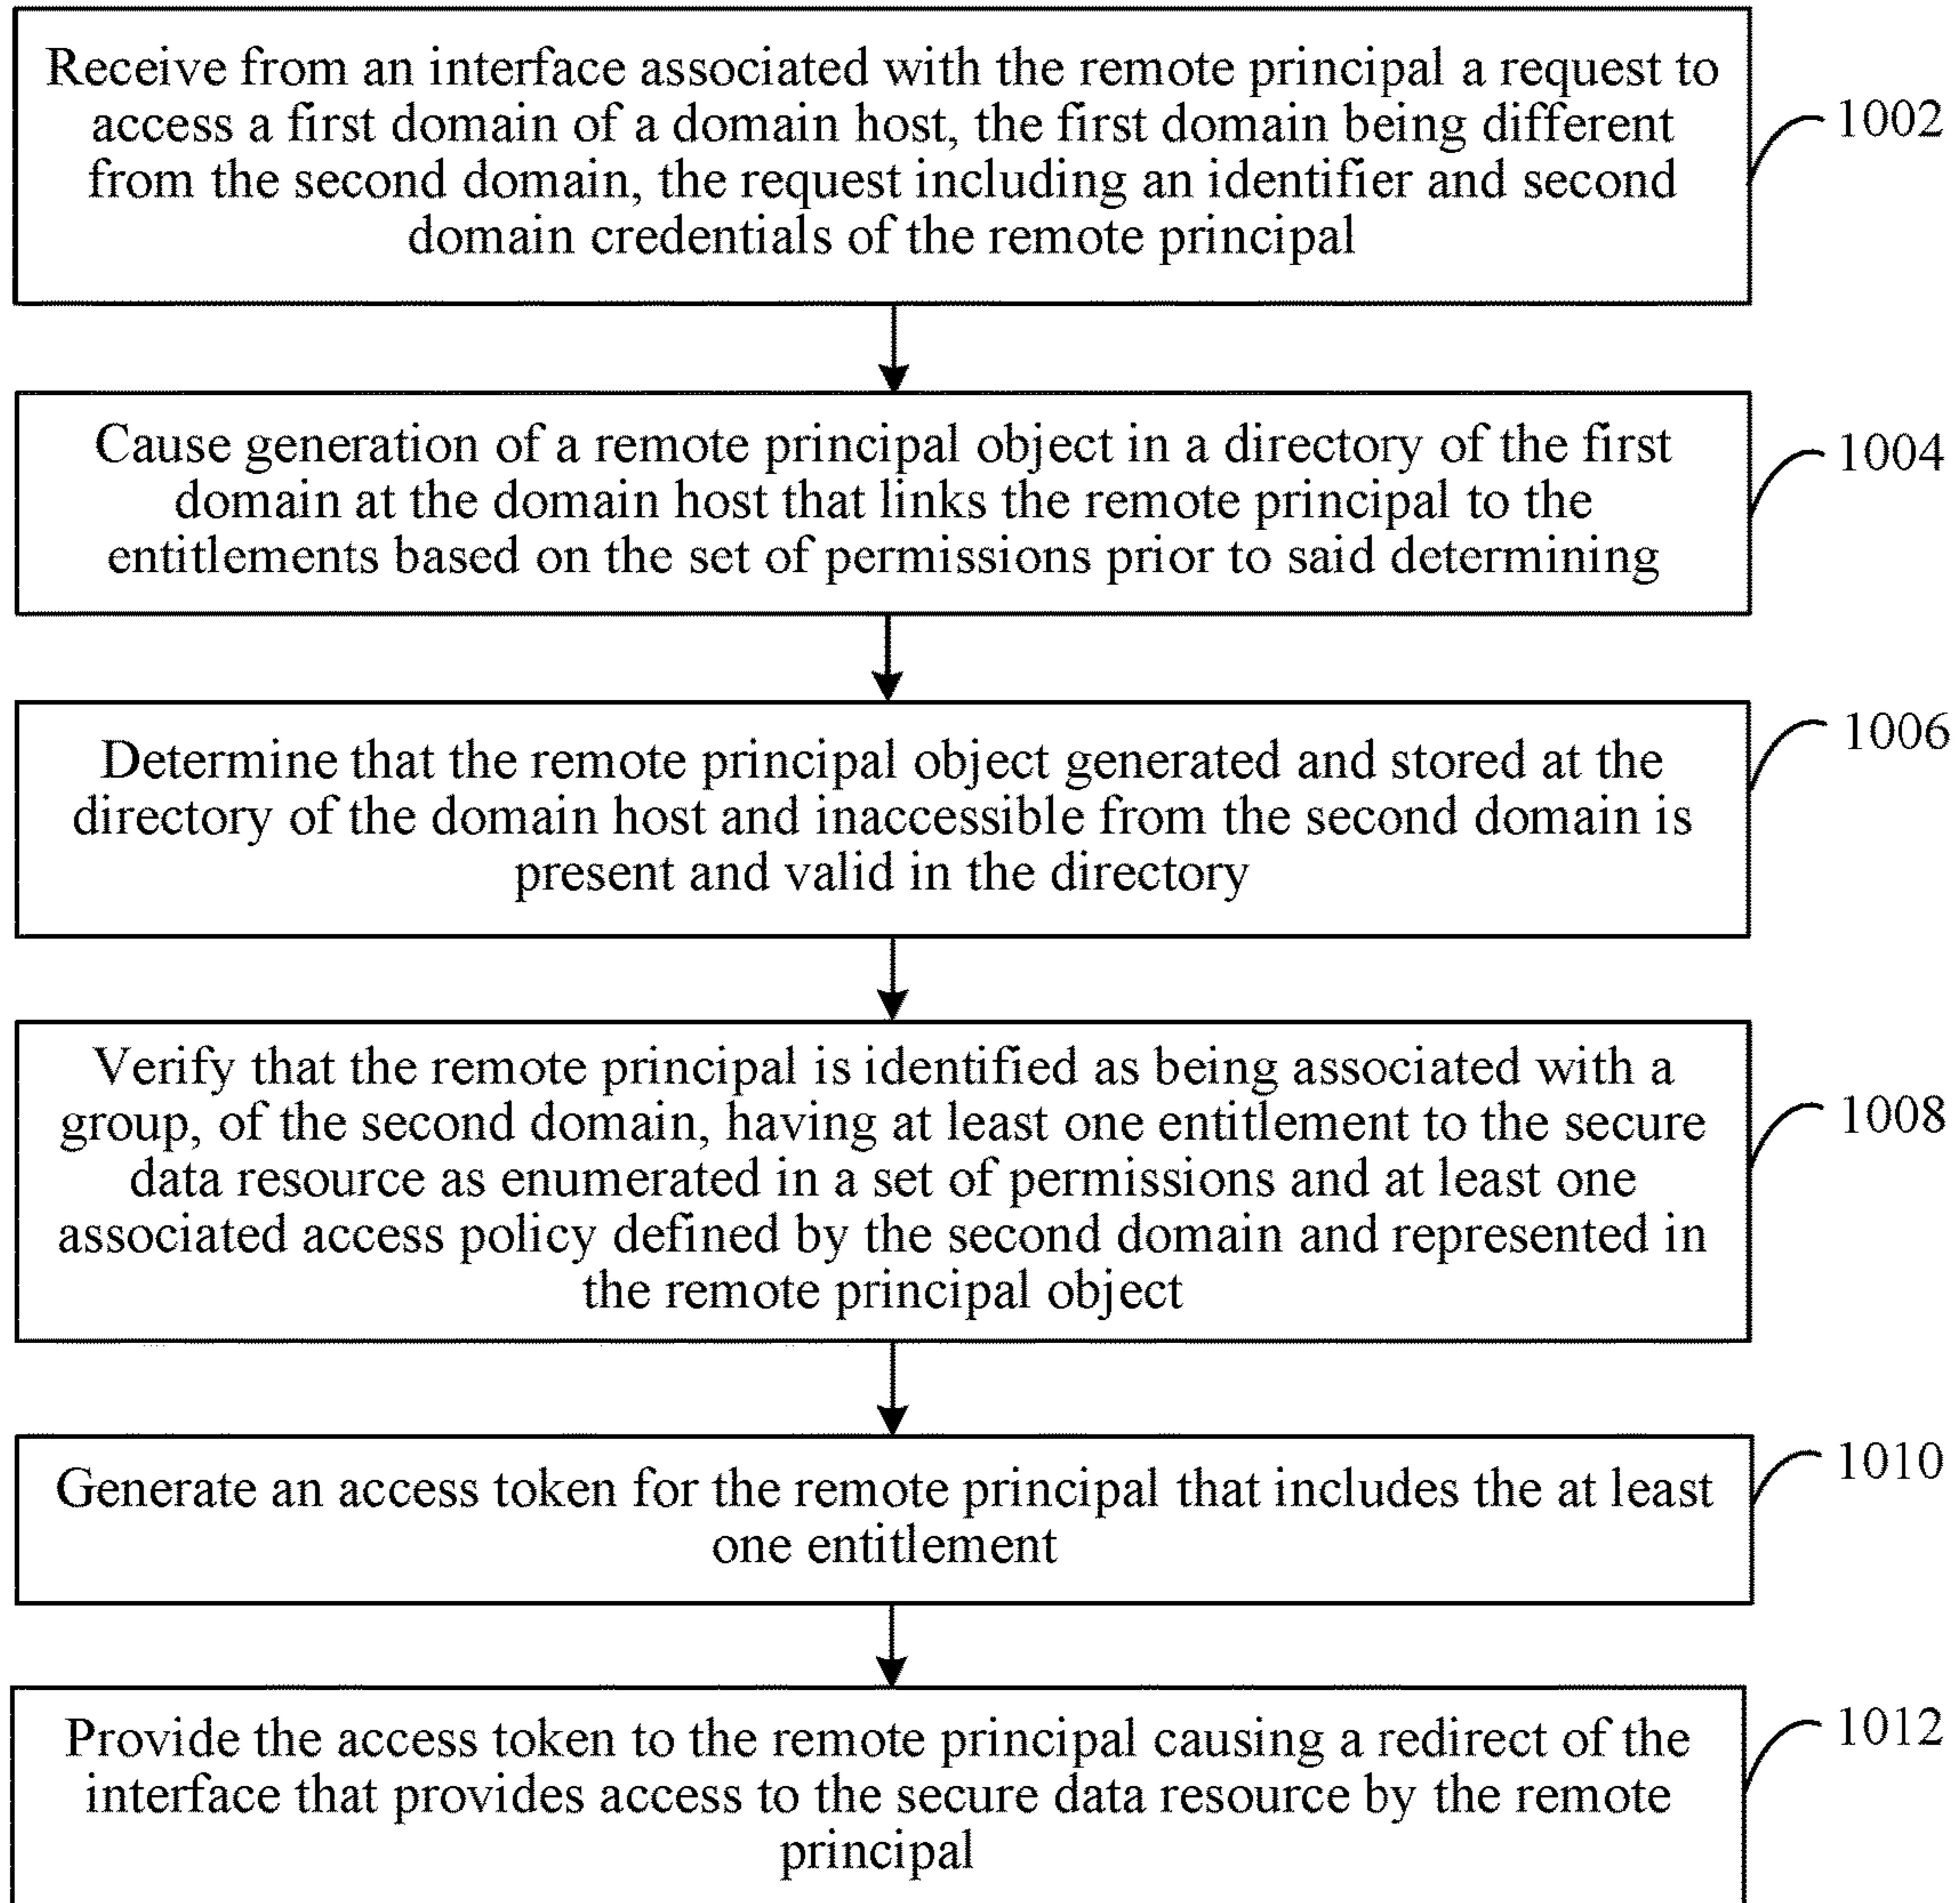 Receive from an interface associated with the remote principal a request to
access a first domain of a domain host, the first domain being different
from the second domain, the request including an identifier and second
domain credentials of the remote principal
1002
Cause generation of a remote principal object in a directory of the first
domain at the domain host that links the remote principal to the
entitlements based on the set of permissions prior to said determining
1004
Determine that the remote principal object generated and stored at the
directory of the domain host and inaccessible from the second domain is
present and valid in the directory
1006
Verify that the remote principal is identified as being associated with a
group, of the second domain, having at least one entitlement to the secure
data resource as enumerated in a set of permissions and at least one
associated access policy defined by the second domain and represented in
the remote principal object
1008
Generate an access token for the remote principal that includes the at least
one entitlement
1010
Provide the access token to the remote principal causing a redirect of the
interface that provides access to the secure data resource by the remote
principal
1012